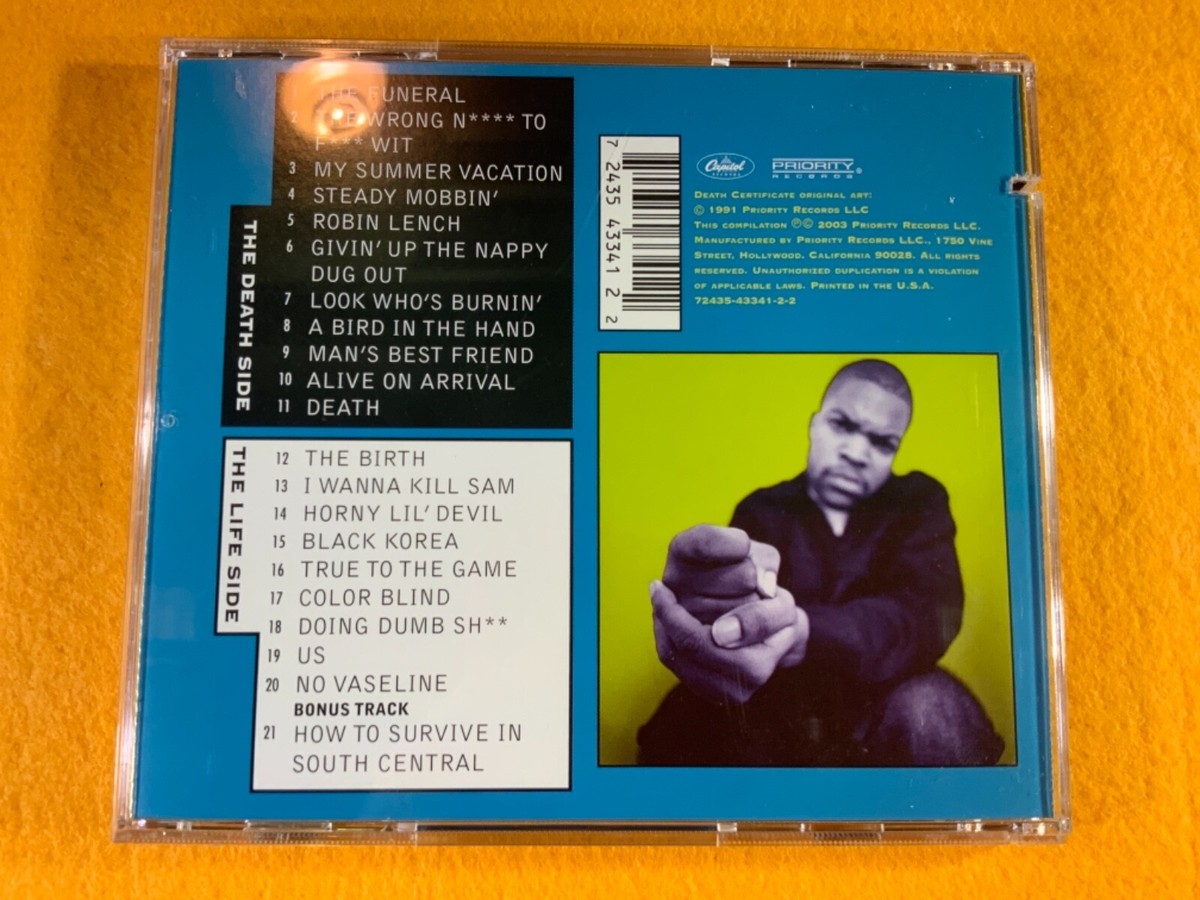 1 THE FUNERAL
2 THE WRONG N**** TO
F*** WIT
3 MY SUMMER VACATION
4 STEADY MOBBIN'
5 ROBIN LENCH
6 GIVIN' UP THE NAPPY
DUG OUT
7 LOOK WHO'S BURNIN'
8 A BIRD IN THE HAND
9 MAN'S BEST FRIEND
10 ALIVE ON ARRIVAL
11 DEATH
THE DEATH SIDE
12 THE BIRTH
13 I WANNA KILL SAM
14 HORNY LIL' DEVIL
15 BLACK KOREA
16 TRUE TO THE GAME
17 COLOR BLIND
18 DOING DUMB SH**
19 US
20 NO VASELINE
BONUS TRACK
21 HOW TO SURVIVE IN
SOUTH CENTRAL
THE LIFE SIDE
7 2435 43341 2 2
Capitol
RECORDS
PRIORITY
RECORDS®
DEATH CERTIFICATE ORIGINAL ART:
© 1991 PRIORITY RECORDS LLC
THIS COMPILATION ℗© 2003 PRIORITY RECORDS LLC.
MANUFACTURED BY PRIORITY RECORDS LLC., 1750 VINE
STREET, HOLLYWOOD, CALIFORNIA 90028. ALL RIGHTS
RESERVED. UNAUTHORIZED DUPLICATION IS A VIOLATION
OF APPLICABLE LAWS. PRINTED IN THE U.S.A.
72435-43341-2-2